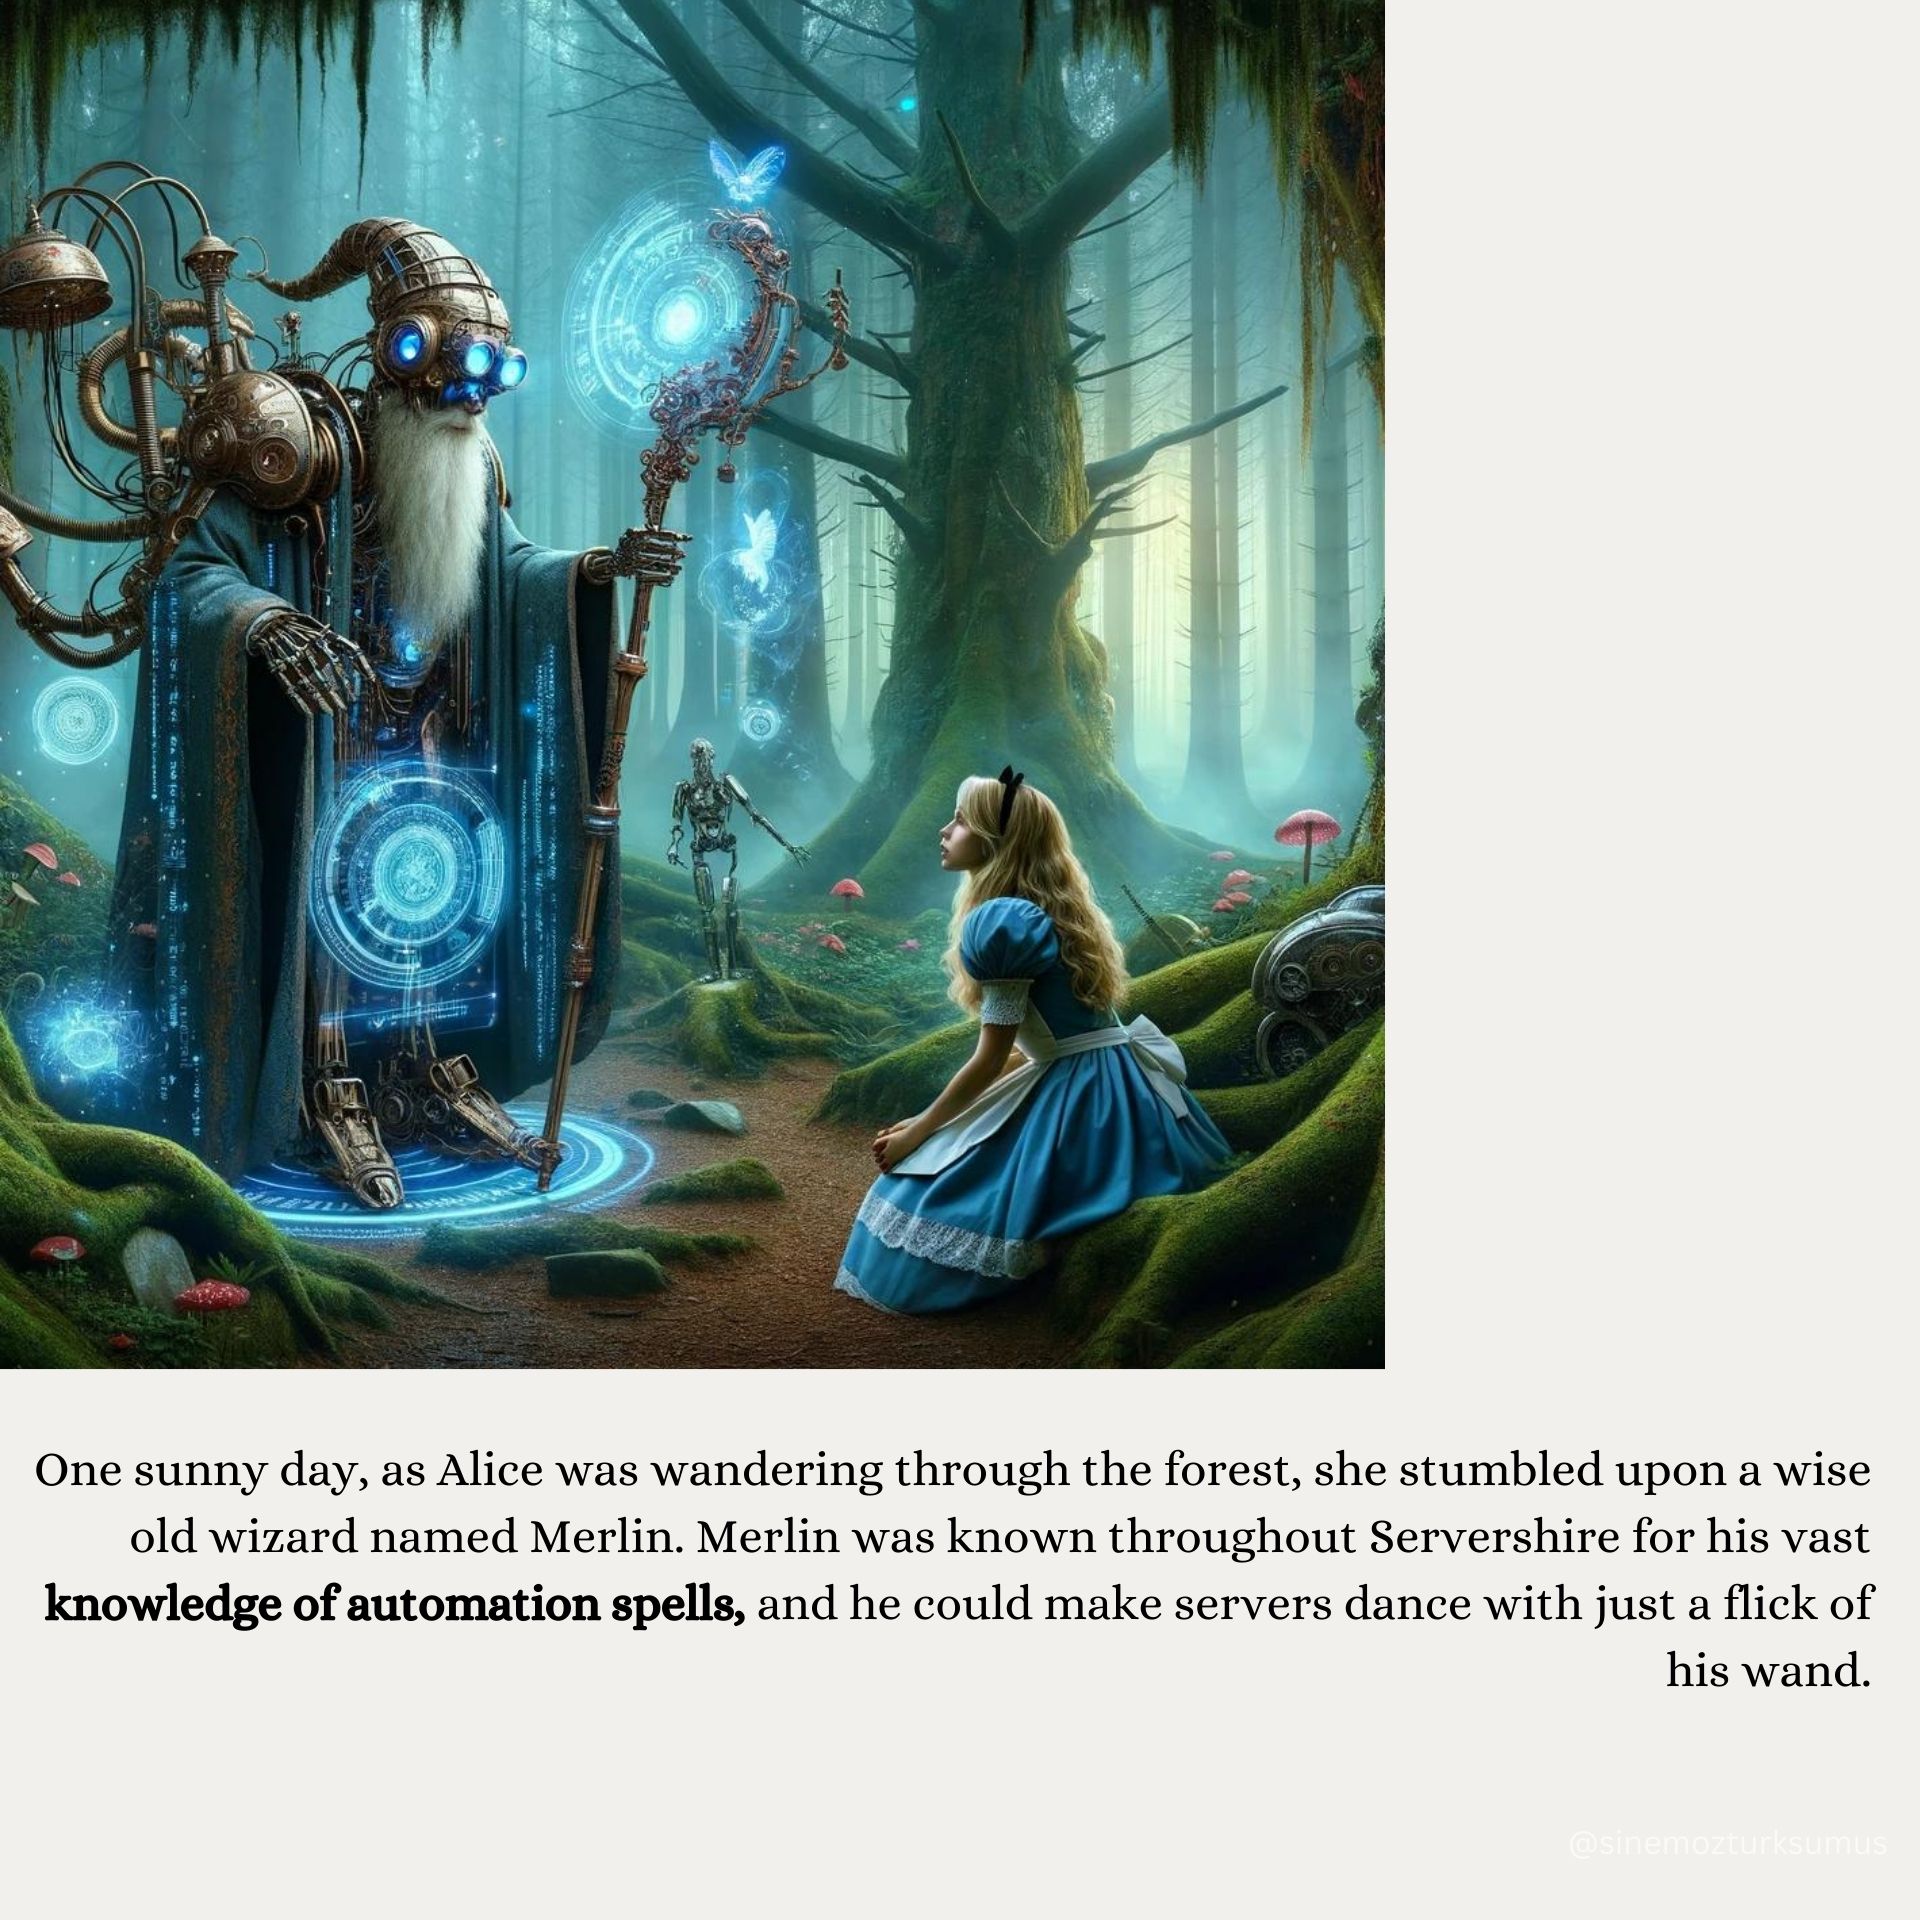 One sunny day, as Alice was wandering through the forest, she stumbled upon a wise
old wizard named Merlin. Merlin was known throughout Servershire for his vast
knowledge of automation spells, and he could make servers dance with just a flick of
his wand.
@sinemozturksumus